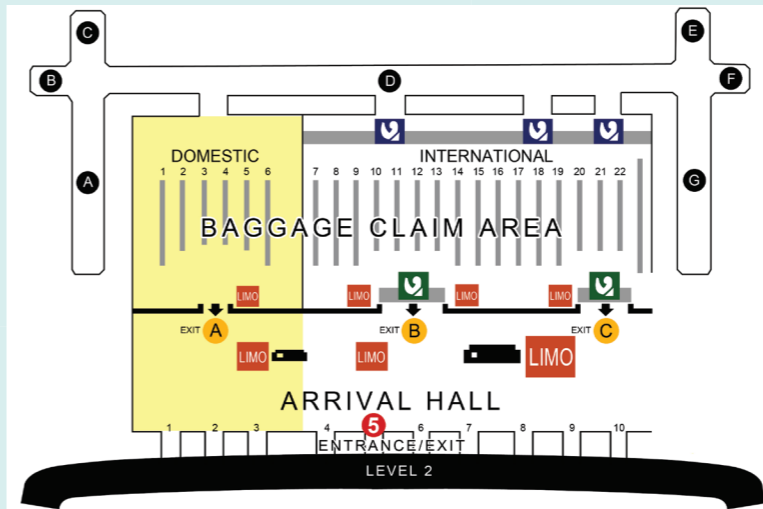 C
E
B
D
F
DOMESTIC
INTERNATIONAL
1 2 3 4 5 6 7 8 9 10 11 12 13 14 15 16 17 18 19 20 21 22
A
G
BAGGAGE CLAIM AREA
LIMO LIMO LIMO LIMO
EXIT A EXIT B EXIT C
LIMO LIMO LIMO
ARRIVAL HALL
1 2 3 4 5 6 7 8 9 10
ENTRANCE/EXIT
LEVEL 2